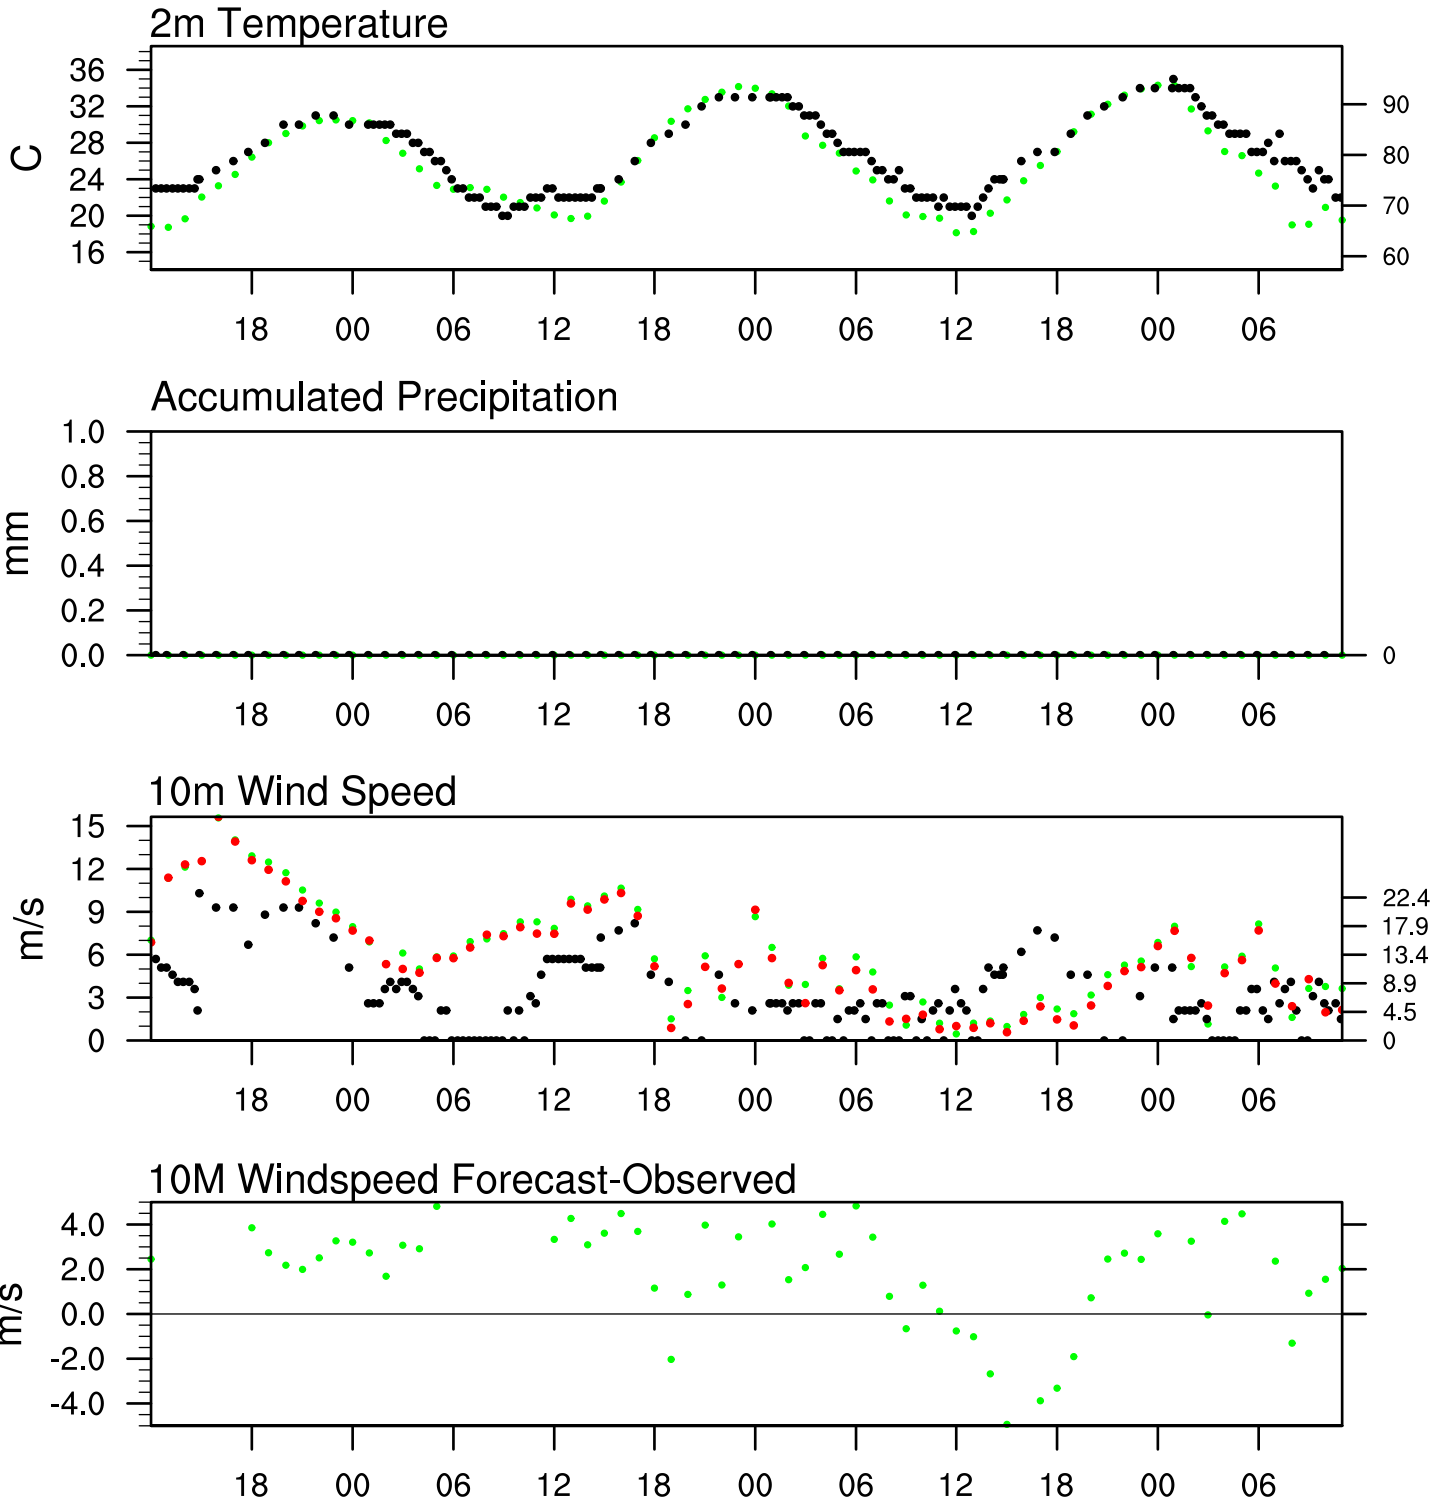 2m Temperature
36
32
28
24
20
16
C
90
80
70
60
18 00 06 12 18 00 06 12 18 00 06
Accumulated Precipitation
1.0
0.8
0.6
0.4
0.2
0.0
mm
0
18 00 06 12 18 00 06 12 18 00 06
10m Wind Speed
15
12
9
6
3
0
m/s
22.4
17.9
13.4
8.9
4.5
0
18 00 06 12 18 00 06 12 18 00 06
10M Windspeed Forecast-Observed
4.0
2.0
0.0
-2.0
-4.0
m/s
18 00 06 12 18 00 06 12 18 00 06